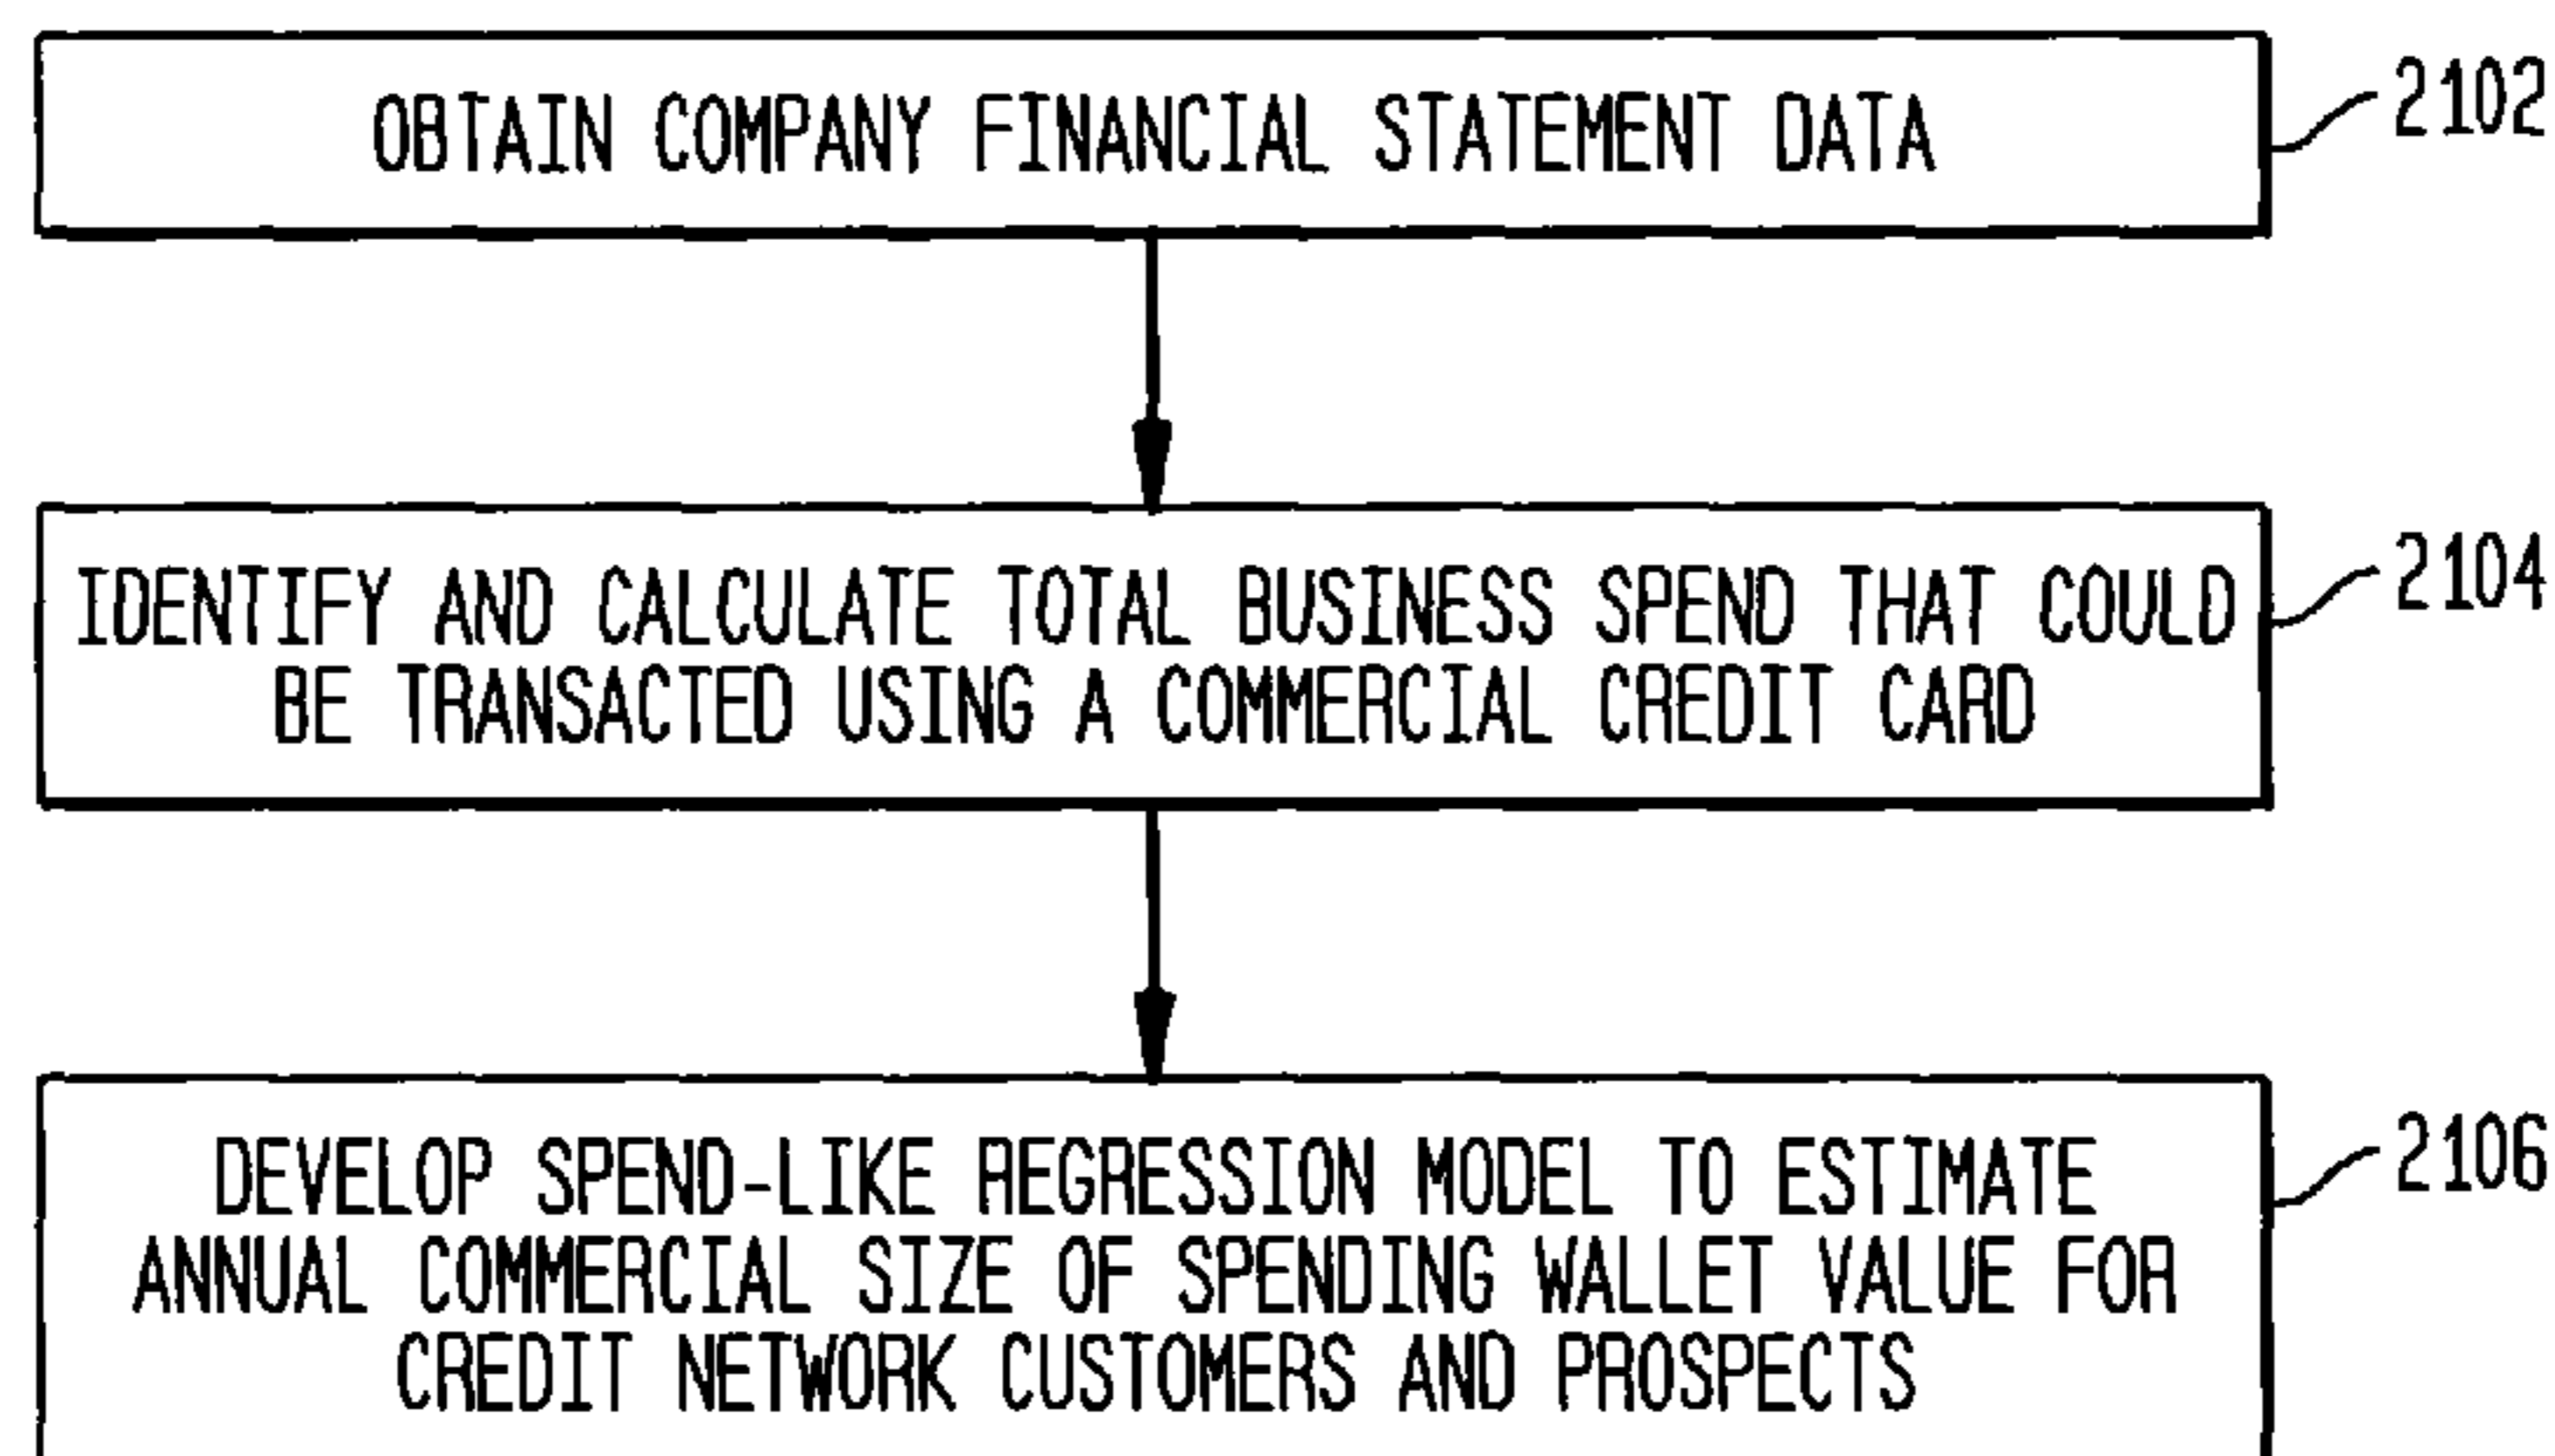 OBTAIN COMPANY FINANCIAL STATEMENT DATA
2102
IDENTIFY AND CALCULATE TOTAL BUSINESS SPEND THAT COULD
BE TRANSACTED USING A COMMERCIAL CREDIT CARD
2104
DEVELOP SPEND-LIKE REGRESSION MODEL TO ESTIMATE
ANNUAL COMMERCIAL SIZE OF SPENDING WALLET VALUE FOR
CREDIT NETWORK CUSTOMERS AND PROSPECTS
2106